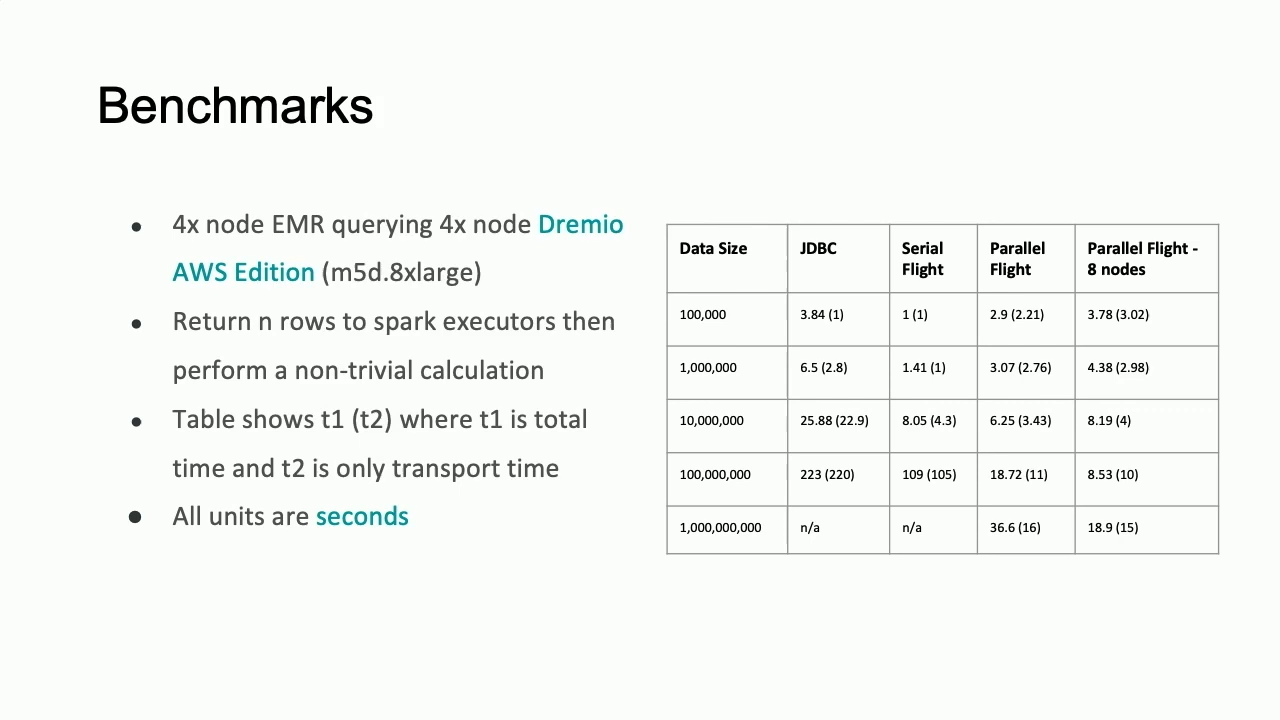 Benchmarks
• 4x node EMR querying 4x node Dremio
AWS Edition (m5d.8xlarge)
• Return n rows to spark executors then
perform a non-trivial calculation
• Table shows t1 (t2) where t1 is total
time and t2 is only transport time
• All units are seconds
Data Size JDBC Serial Flight Parallel Flight Parallel Flight - 8 nodes
100,000 3.84 (1) 1 (1) 2.9 (2.21) 3.78 (3.02)
1,000,000 6.5 (2.8) 1.41 (1) 3.07 (2.76) 4.38 (2.98)
10,000,000 25.88 (22.9) 8.05 (4.3) 6.25 (3.43) 8.19 (4)
100,000,000 223 (220) 109 (105) 18.72 (11) 8.53 (10)
1,000,000,000 n/a n/a 36.6 (16) 18.9 (15)